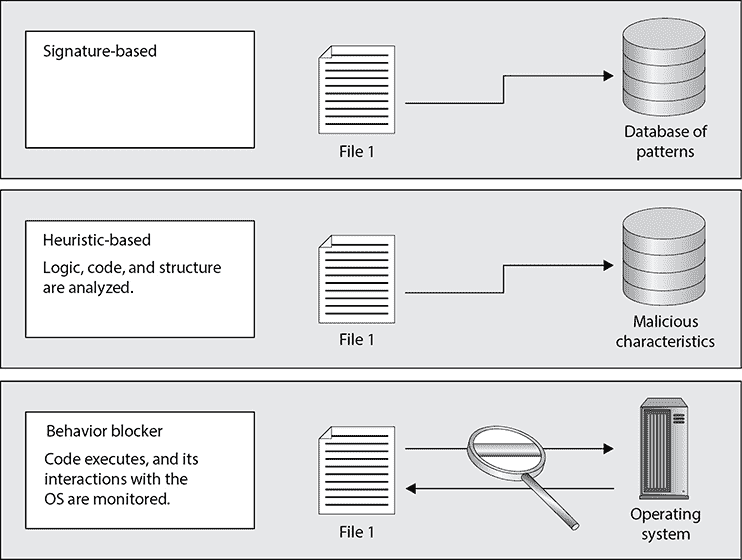 Signature-based
File 1
Database of
patterns
Heuristic-based
Logic, code, and structure
are analyzed.
File 1
Malicious
characteristics
Behavior blocker
Code executes, and its
interactions with the
OS are monitored.
File 1
Operating
system